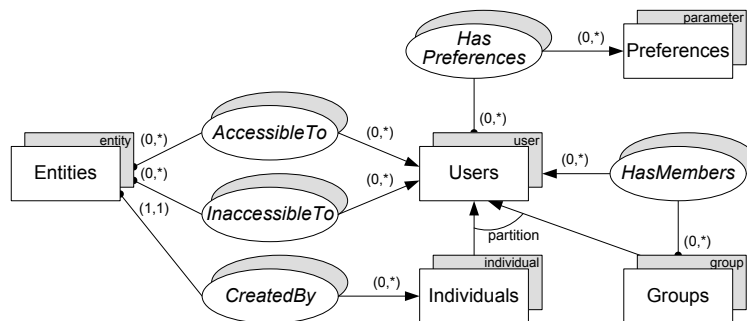 parameter
Has
Preferences
(0,*)
Preferences
(0,*)
entity
(0,*)
AccessibleTo
(0,*)
user
(0,*)
Entities
(0,*)
Users
HasMembers
(1,1)
InaccessibleTo
(0,*)
partition
(0,*)
individual
group
CreatedBy
(0,*)
Individuals
Groups